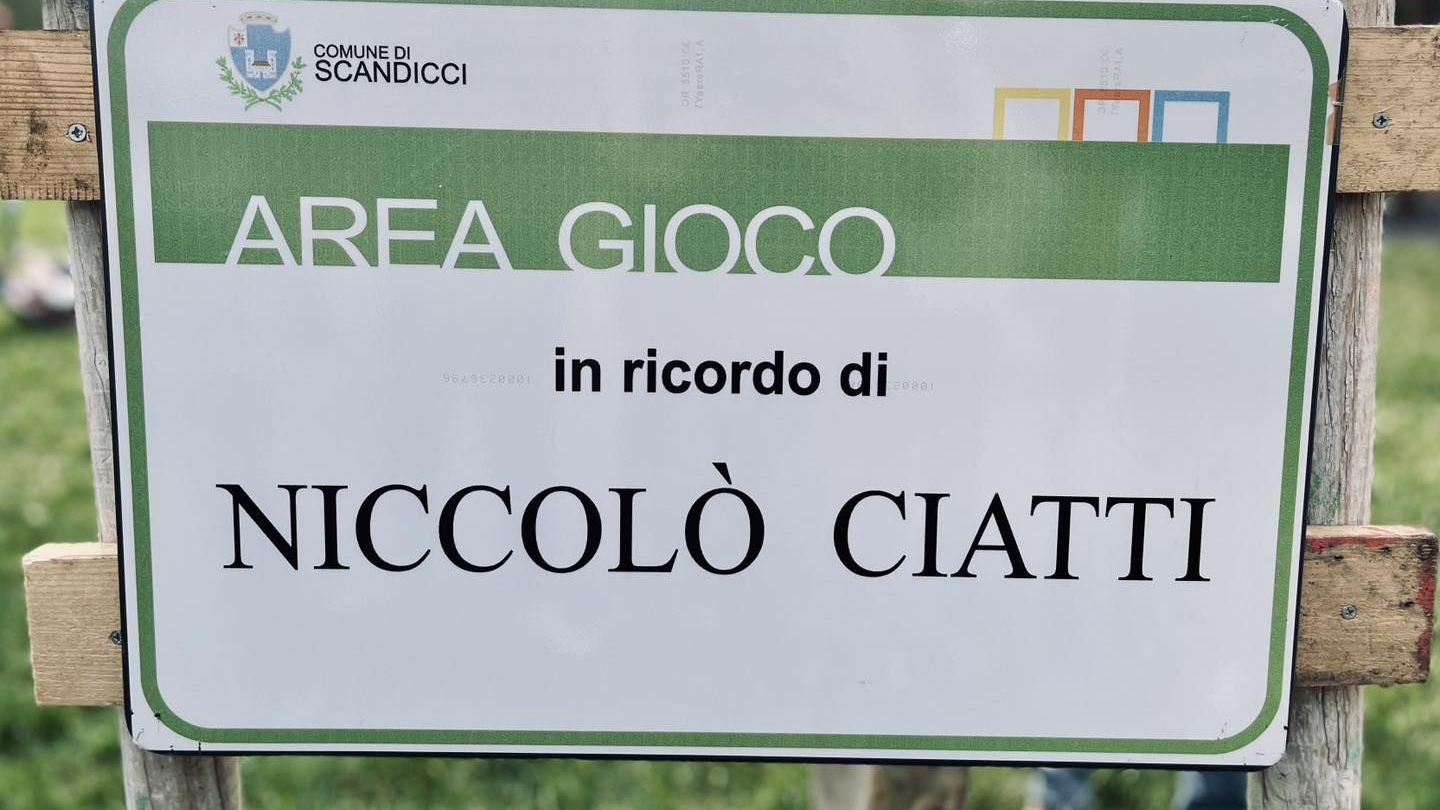 COMUNE DI
SCANDICCI
AREA GIOCO
in ricordo di
NICCOLÒ CIATTI